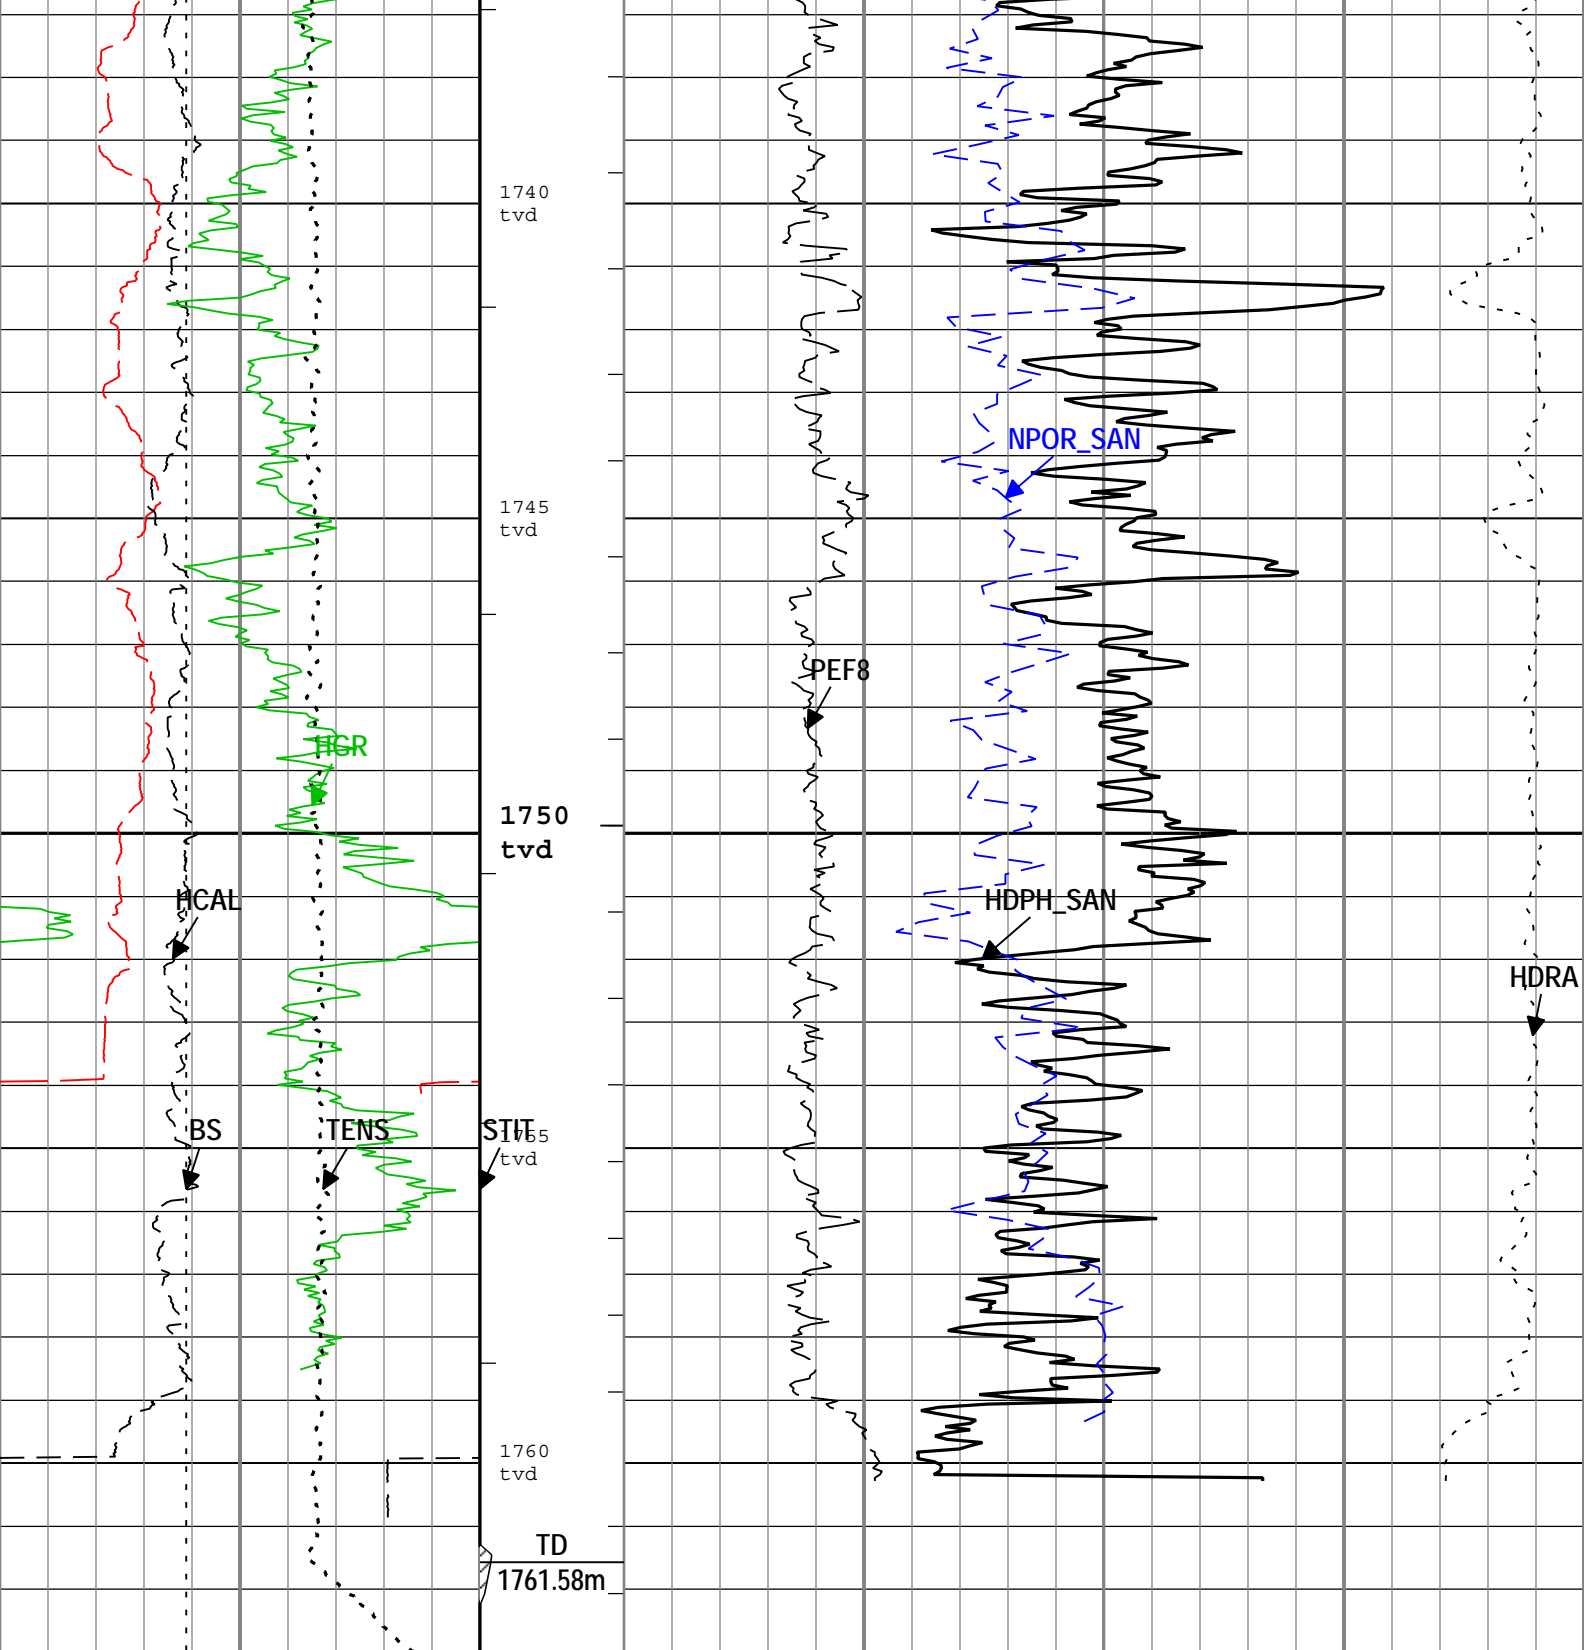 1740
tvd
NPOR_SAN
1745
tvd
PEF8
HGR
1750
tvd
HCAL
HDPH_SAN
HDRA
BS
TENS
STIT
1755
tvd
1760
tvd
TD
1761.58m